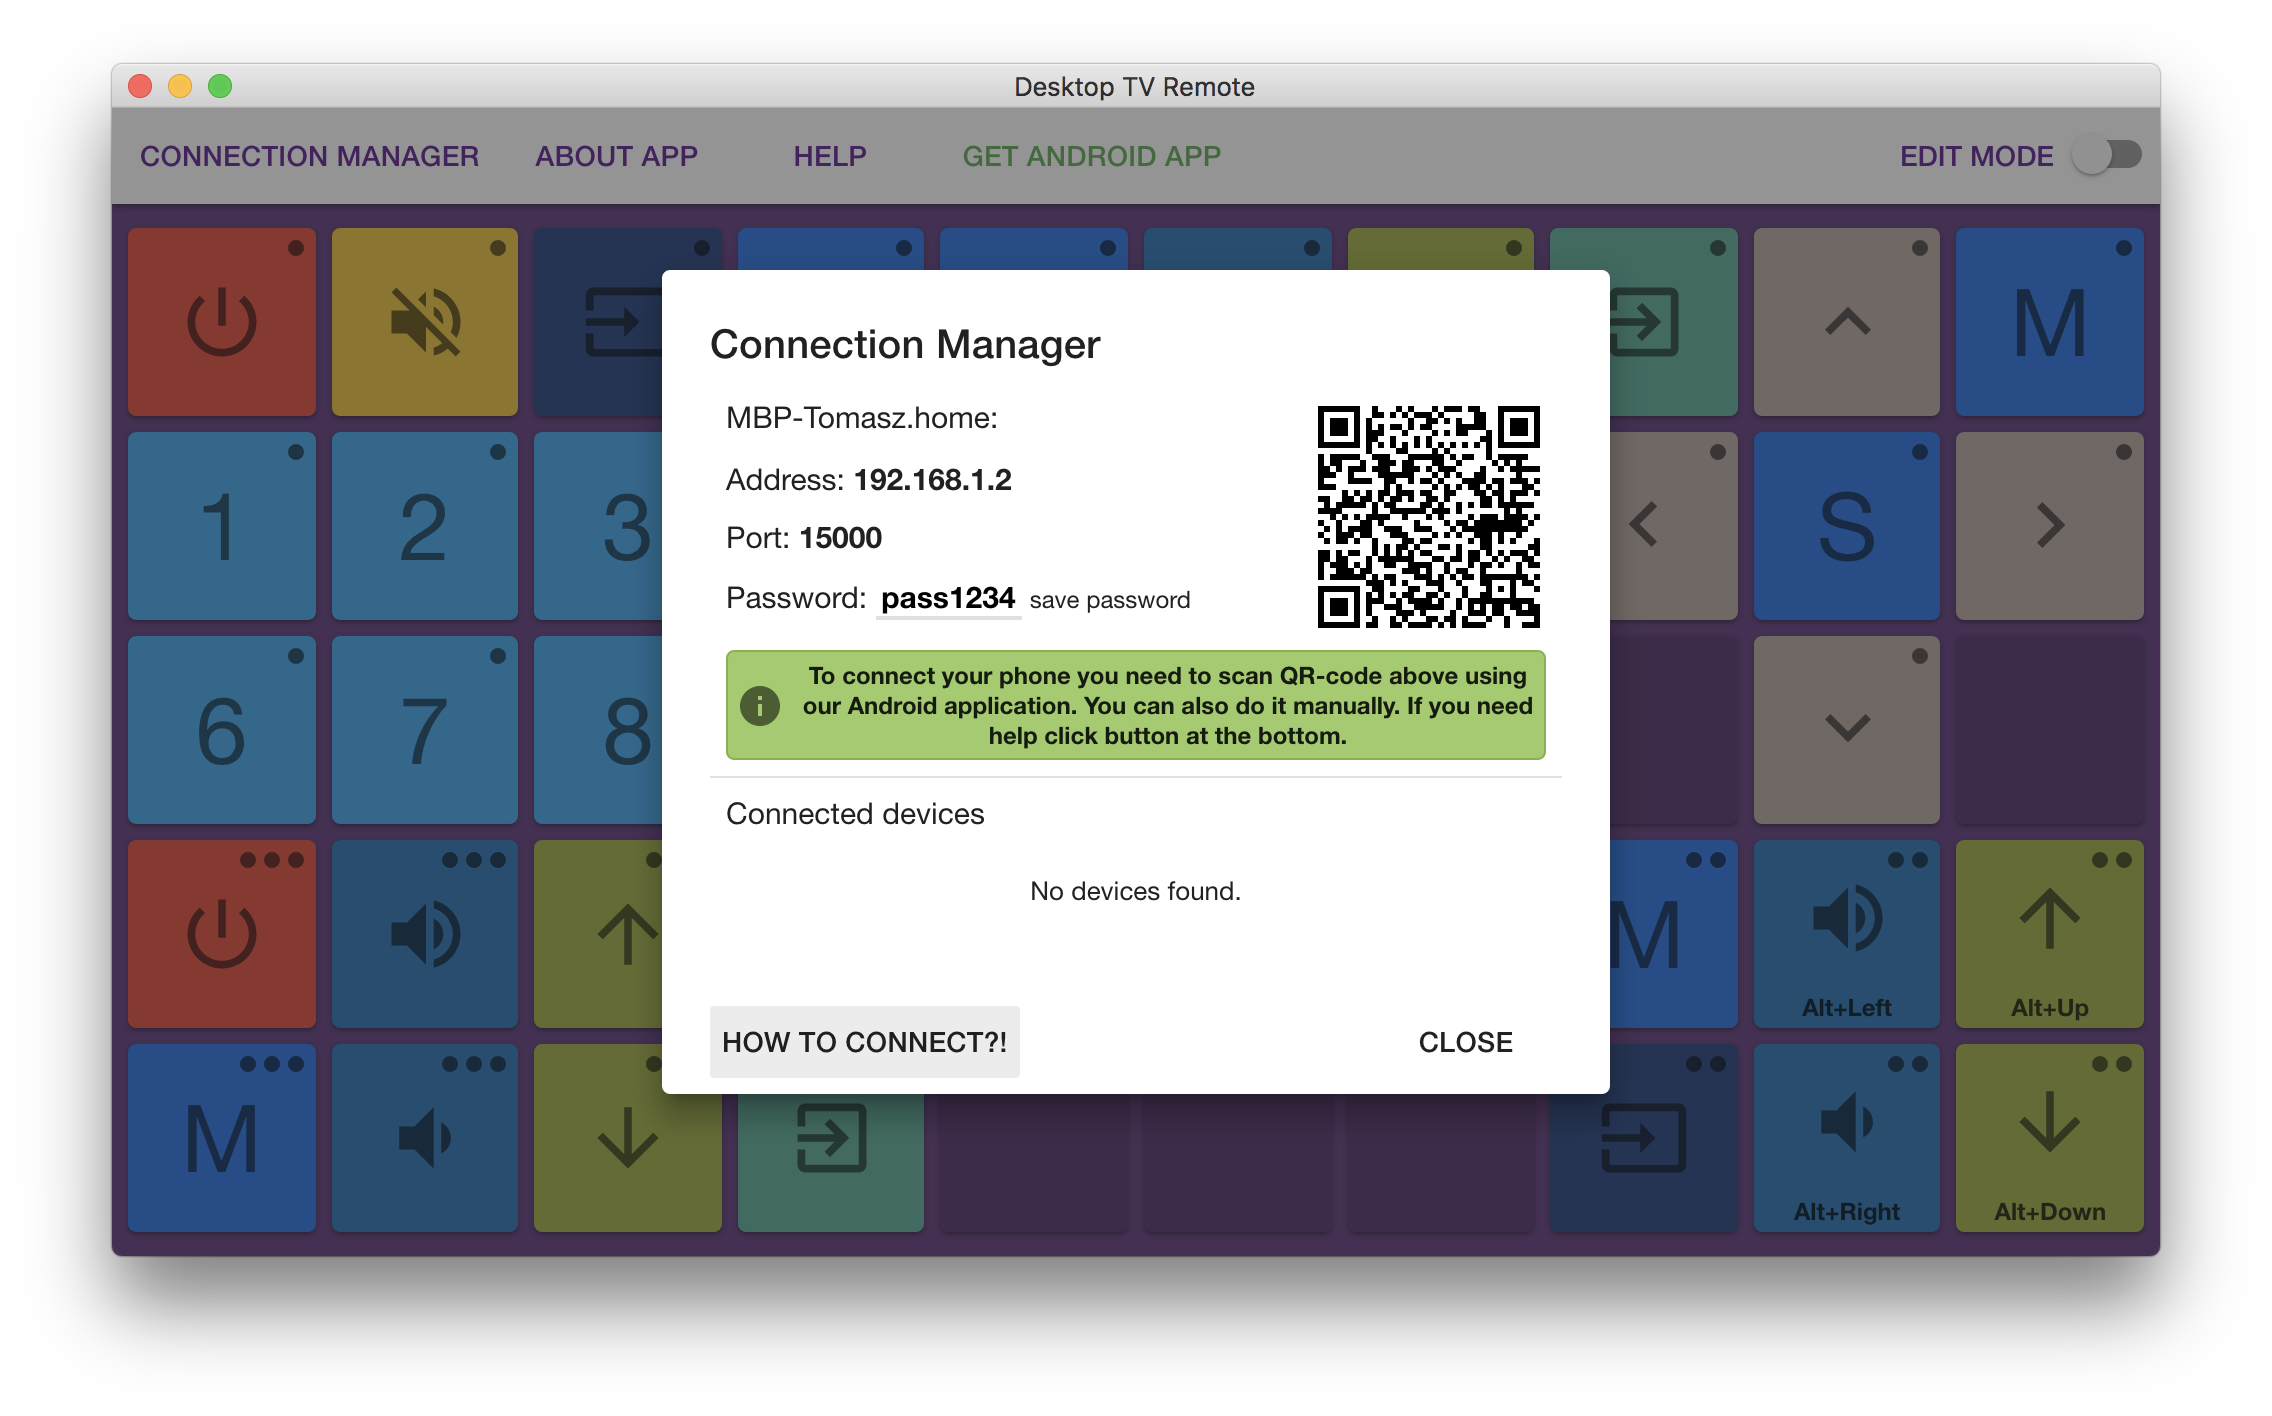 Desktop TV Remote
CONNECTION MANAGER ABOUT APP HELP GET ANDROID APP EDIT MODE
M
Connection Manager
MBP-Tomasz.home:
Address: 192.168.1.2
Port: 15000
Password: pass1234 save password
To connect your phone you need to scan QR-code above using
our Android application. You can also do it manually. If you need
help click button at the bottom.
Connected devices
No devices found.
HOW TO CONNECT?! CLOSE
1 2 3 S
6 7 8
M
Alt+Left Alt+Up
M
Alt+Right Alt+Down